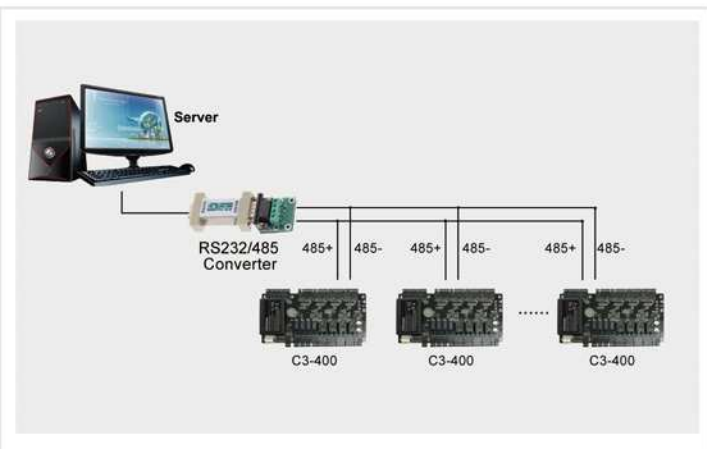 Server
RS232/485
Converter
485+ 485- 485+ 485- 485+ 485-
......
C3-400 C3-400 C3-400